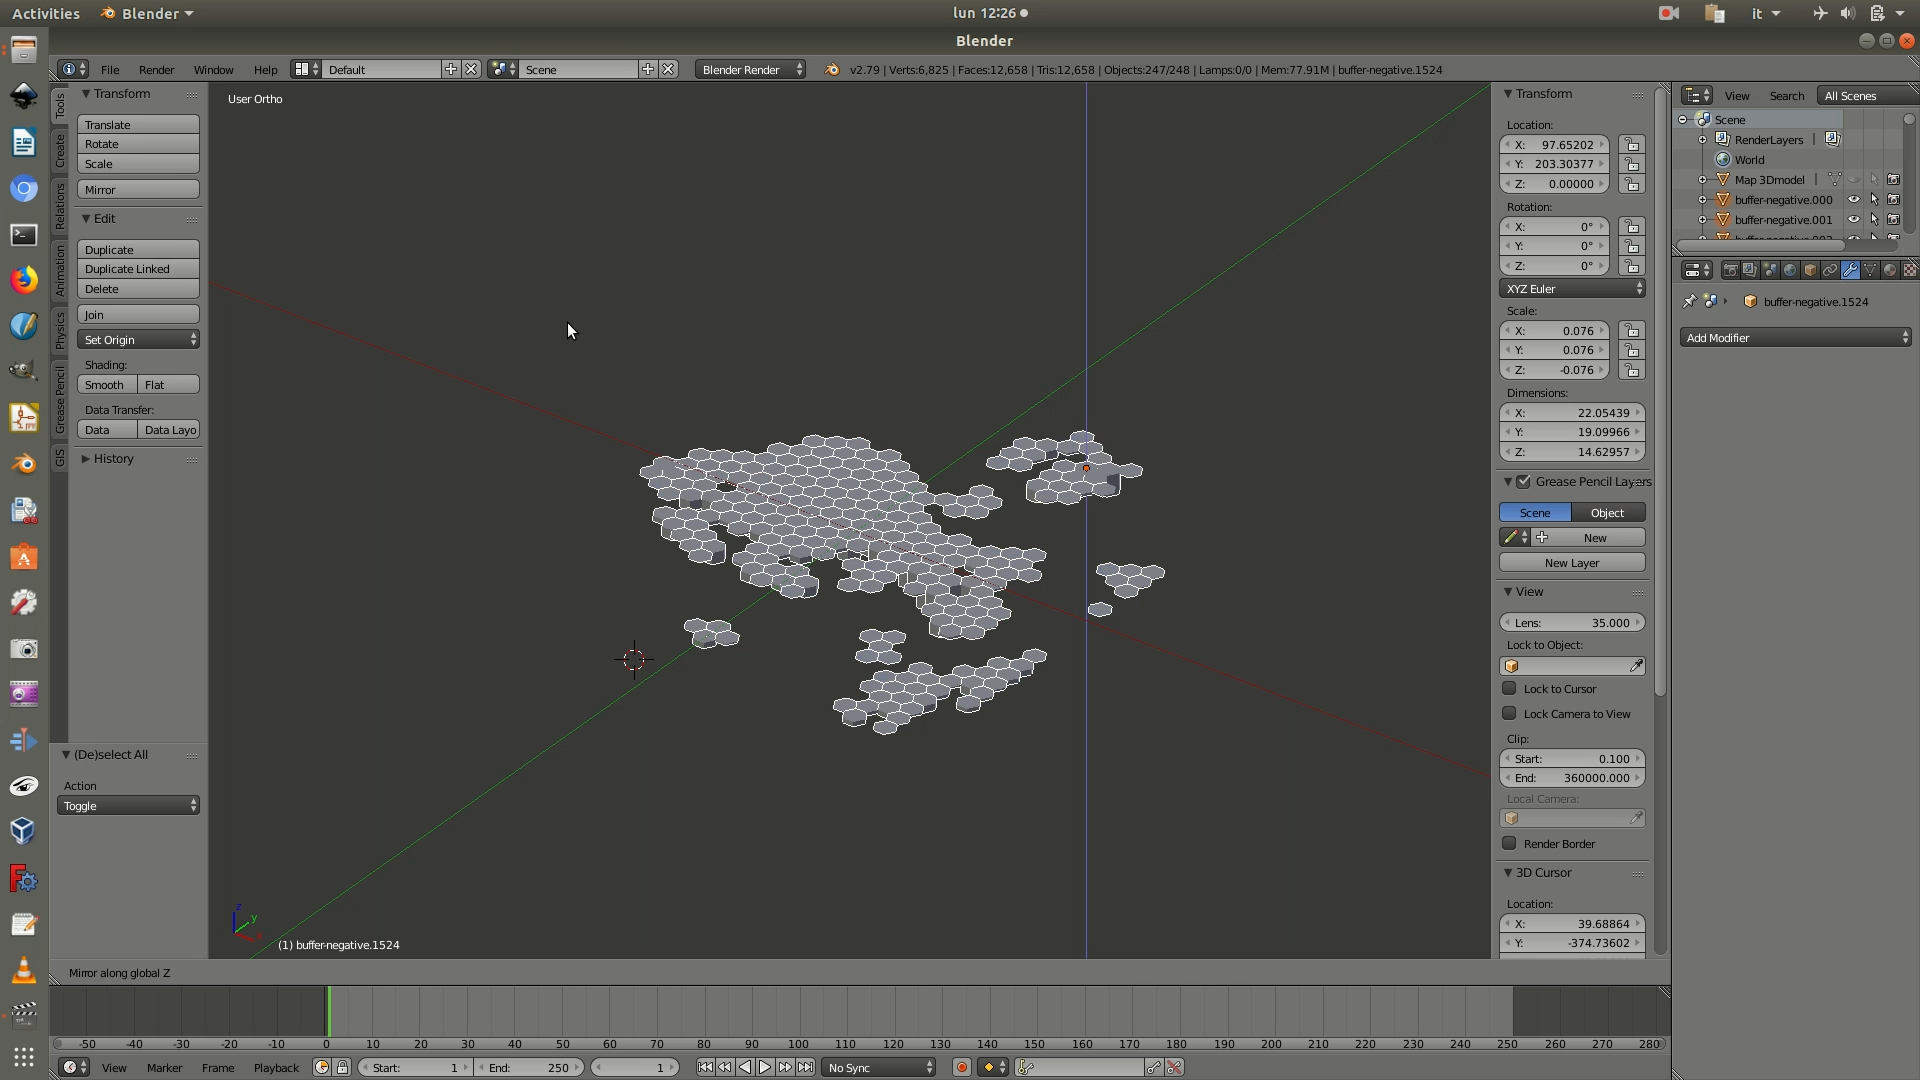 Activities
Blender
lun 12:26
it
Blender
File
Render
Window
Help
Default
Scene
Blender Render
v2.79 | Verts:6,825 | Faces:12,658 | Tris:12,658 | Objects:247/248 | Lamps:0/0 | Mem:77.91M | buffer-negative.1524
Tools
Create
Relations
Animation
Physics
Grease Pencil
GIS
Transform
Translate
Rotate
Scale
Mirror
Edit
Duplicate
Duplicate Linked
Delete
Join
Set Origin
Shading:
Smooth
Flat
Data Transfer:
Data
Data Layo
History
(De)select All
Action
Toggle
User Ortho
z
y
(1) buffer-negative.1524
Transform
Location:
X: 97.65202
Y: 203.30377
Z: 0.00000
Rotation:
X: 0°
Y: 0°
Z: 0°
XYZ Euler
Scale:
X: 0.076
Y: 0.076
Z: -0.076
Dimensions:
X: 22.05439
Y: 19.09966
Z: 14.62957
Grease Pencil Layers
Scene
Object
New
New Layer
View
Lens: 35.000
Lock to Object:
Lock to Cursor
Lock Camera to View
Clip:
Start: 0.100
End: 360000.000
Local Camera:
Render Border
3D Cursor
Location:
X: 39.68864
Y: -374.73602
View
Search
All Scenes
Scene
RenderLayers
World
Map 3Dmodel
buffer-negative.000
buffer-negative.001
buffer-negative.1524
Add Modifier
Mirror along global Z
-50 -40 -30 -20 -10 0 10 20 30 40 50 60 70 80 90 100 110 120 130 140 150 160 170 180 190 200 210 220 230 240 250 260 270 280
View
Marker
Frame
Playback
Start: 1
End: 250
1
No Sync